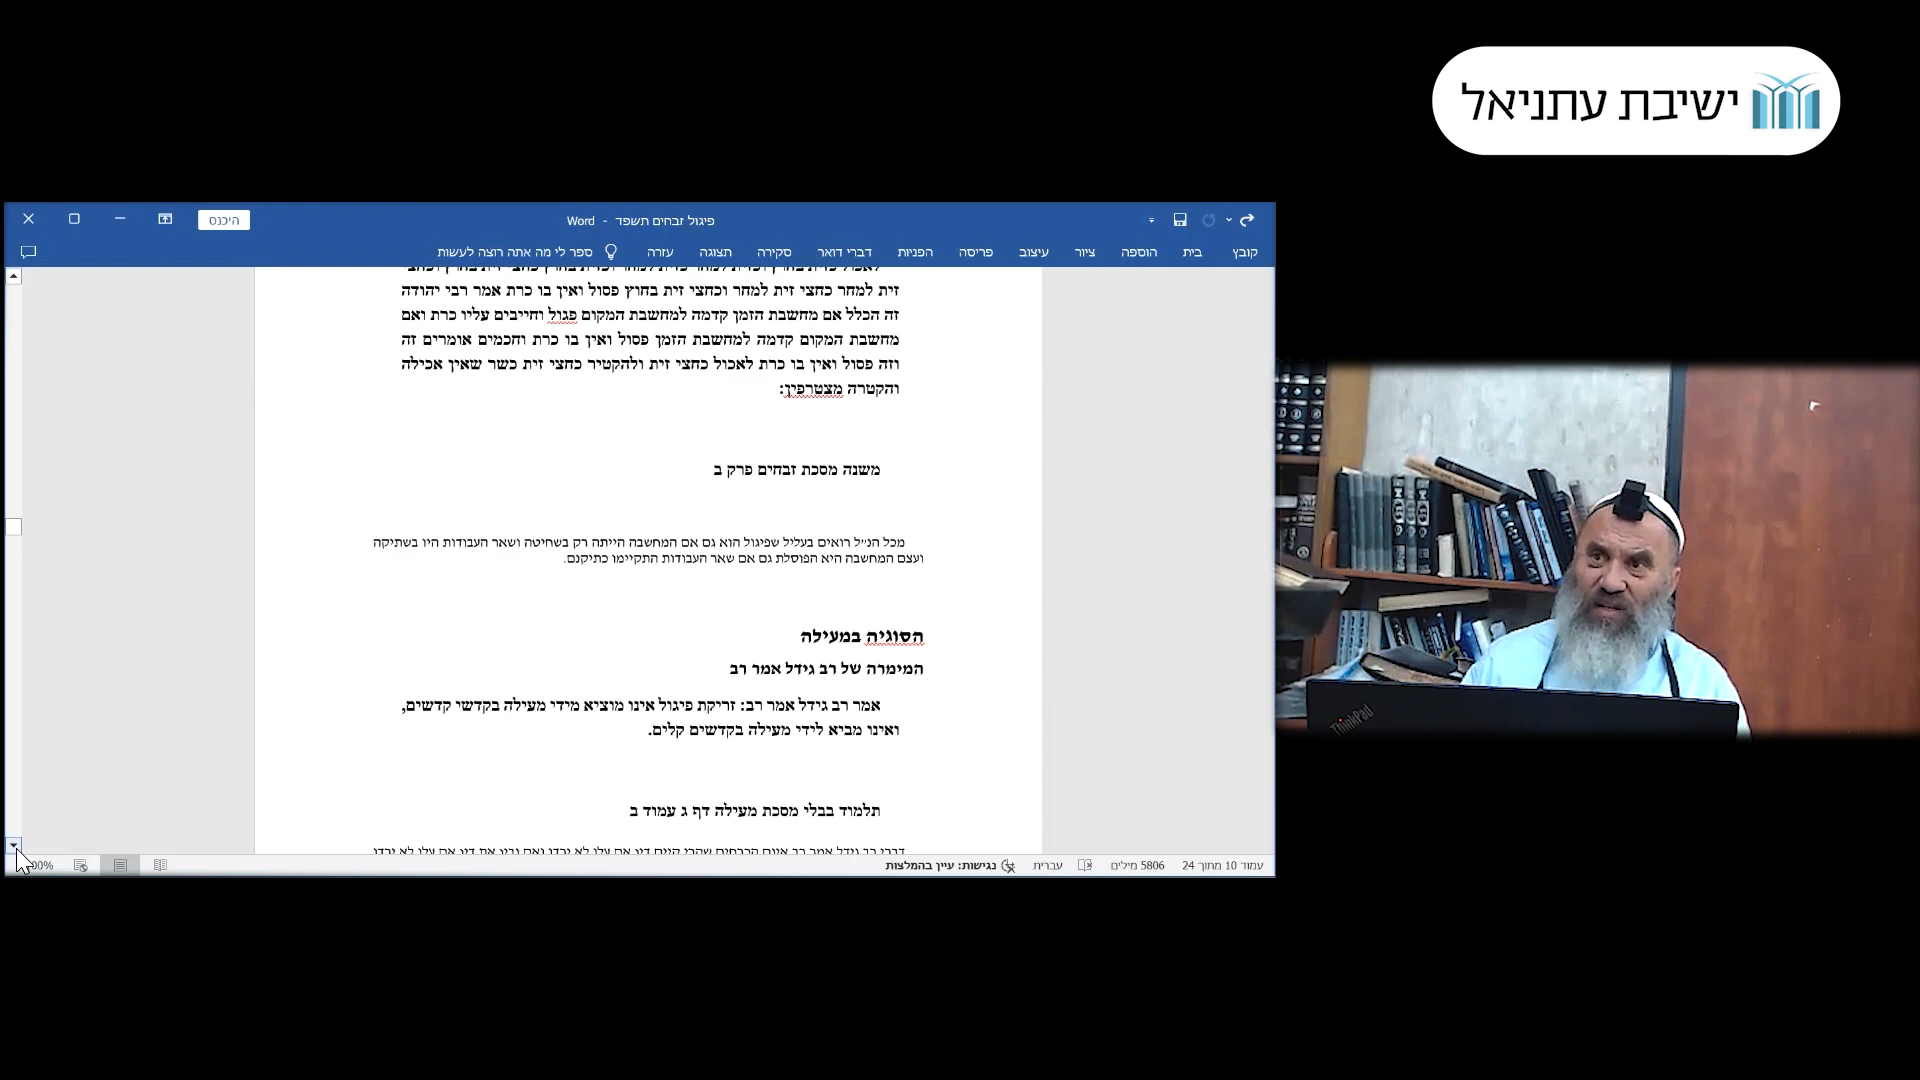 ישיבת עתניאל
היכנס
פיגול זבחים תשפד - Word
קובץ בית הוספה ציור עיצוב פריסה הפניות דברי דואר סקירה תצוגה עזרה ספר לי מה אתה רוצה לעשות
זית למחר כחצי זית למחר וכחצי זית בחוץ פסול ואין בו כרת אמר רבי יהודה
זה הכלל אם מחשבת הזמן קדמה למחשבת המקום פגול וחייבים עליו כרת ואם
מחשבת המקום קדמה למחשבת הזמן פסול ואין בו כרת וחכמים אומרים זה
וזה פסול ואין בו כרת לאכול כחצי זית ולהקטיר כחצי זית כשר שאין אכילה
והקטרה מצטרפין:
משנה מסכת זבחים פרק ב
מכל הנ״ל רואים בעליל שפיגול הוא גם אם המחשבה הייתה רק בשחיטה ושאר העבודות היו בשתיקה
ועצם המחשבה היא הפוסלת גם אם שאר העבודות התקיימו כתיקנם.
הסוגיה במעילה
המימרה של רב גידל אמר רב
אמר רב גידל אמר רב: זריקת פיגול אינו מוציא מידי מעילה בקדשי קדשים,
ואינו מביא לידי מעילה בקדשים קלים.
תלמוד בבלי מסכת מעילה דף ג עמוד ב
עמוד 10 מתוך 24 5806 מילים עברית נגישות: עיין בהמלצות
ThinkPad